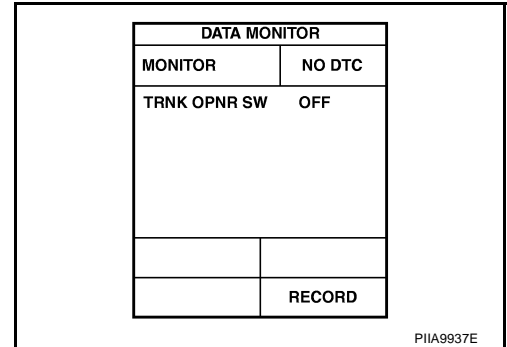 DATA MONITOR
MONITOR NO DTC
TRNK OPNR SW OFF
RECORD
PIIA9937E